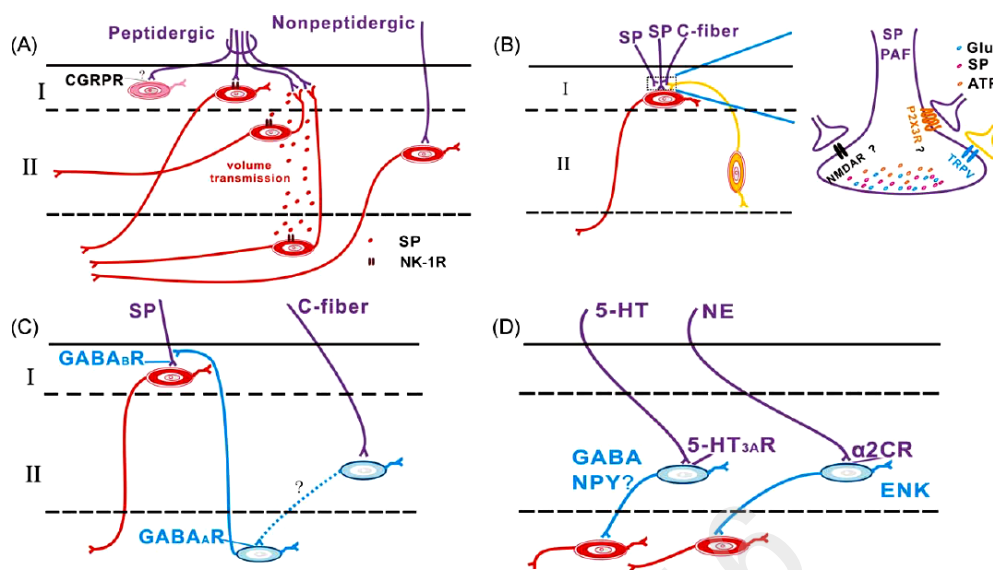 (A)
Peptidergic
Nonpeptidergic
?
CGRPR
I
II
volume
transmission
SP
NK-1R
(B)
SP
SP
C-fiber
I
II
SP
PAF
Glu
SP
ATP
P2X3R
?
NMDAR ?
TRPV
(C)
SP
C-fiber
GABABR
I
II
?
GABAAR
(D)
5-HT
NE
5-HT3AR
α2CR
GABA
NPY?
ENK